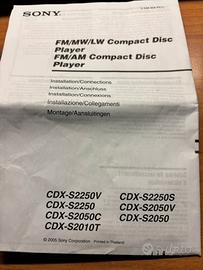 SONY
FM/MW/LW Compact Disc
Player
FM/AM Compact Disc
Player
Installation/Connections
Installation/Anschluss
Installation/Connexions
Installazione/Collegamenti
Montage/Aansluitingen
CDX-S2250V
CDX-S2250
CDX-S2050C
CDX-S2010T
CDX-S2250S
CDX-S2050V
CDX-S2050
© 2005 Sony Corporation Printed in Thailand